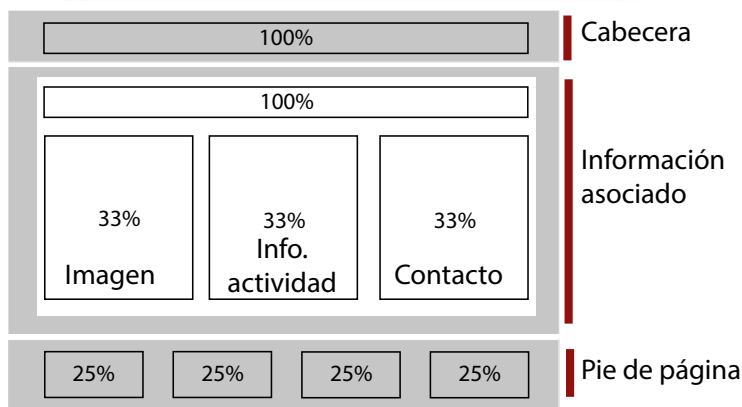 100%
Cabecera
100%
Información
asociado
33%
Imagen
33%
Info.
actividad
33%
Contacto
25%
25%
25%
25%
Pie de página